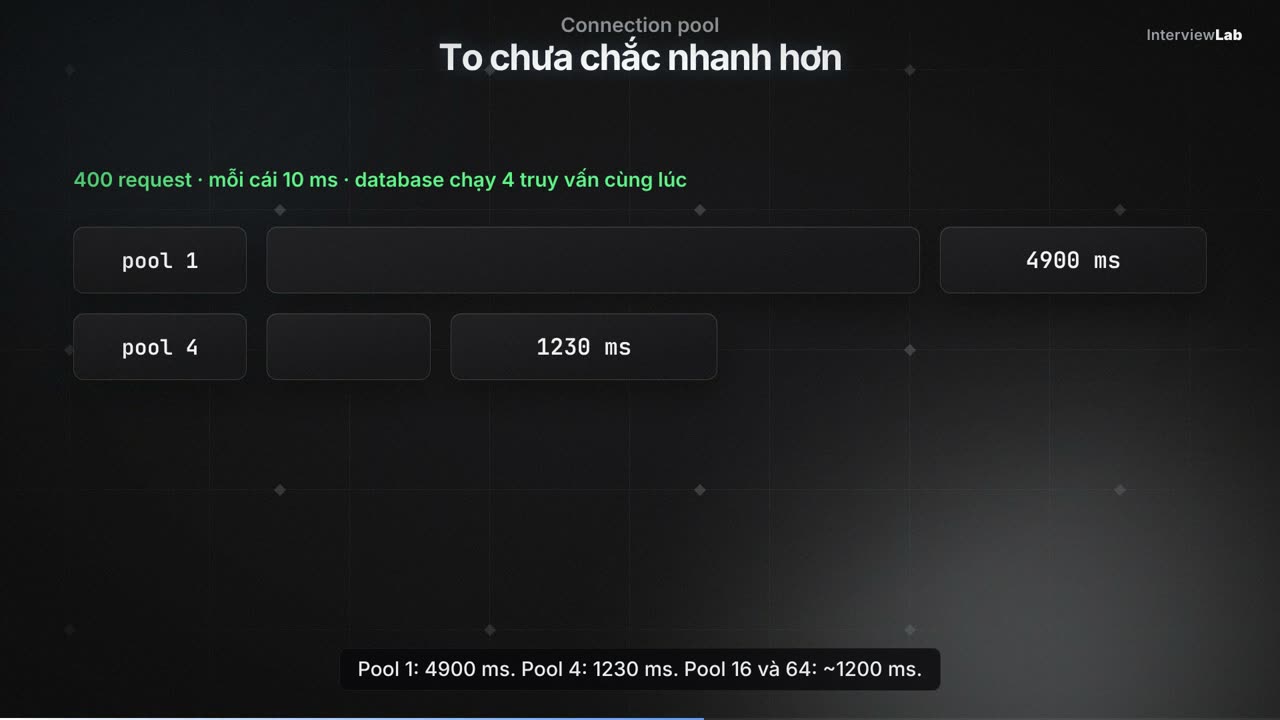 Connection pool
To chưa chắc nhanh hơn
InterviewLab
400 request · mỗi cái 10 ms · database chạy 4 truy vấn cùng lúc
pool 1
4900 ms
pool 4
1230 ms
Pool 1: 4900 ms. Pool 4: 1230 ms. Pool 16 và 64: ~1200 ms.